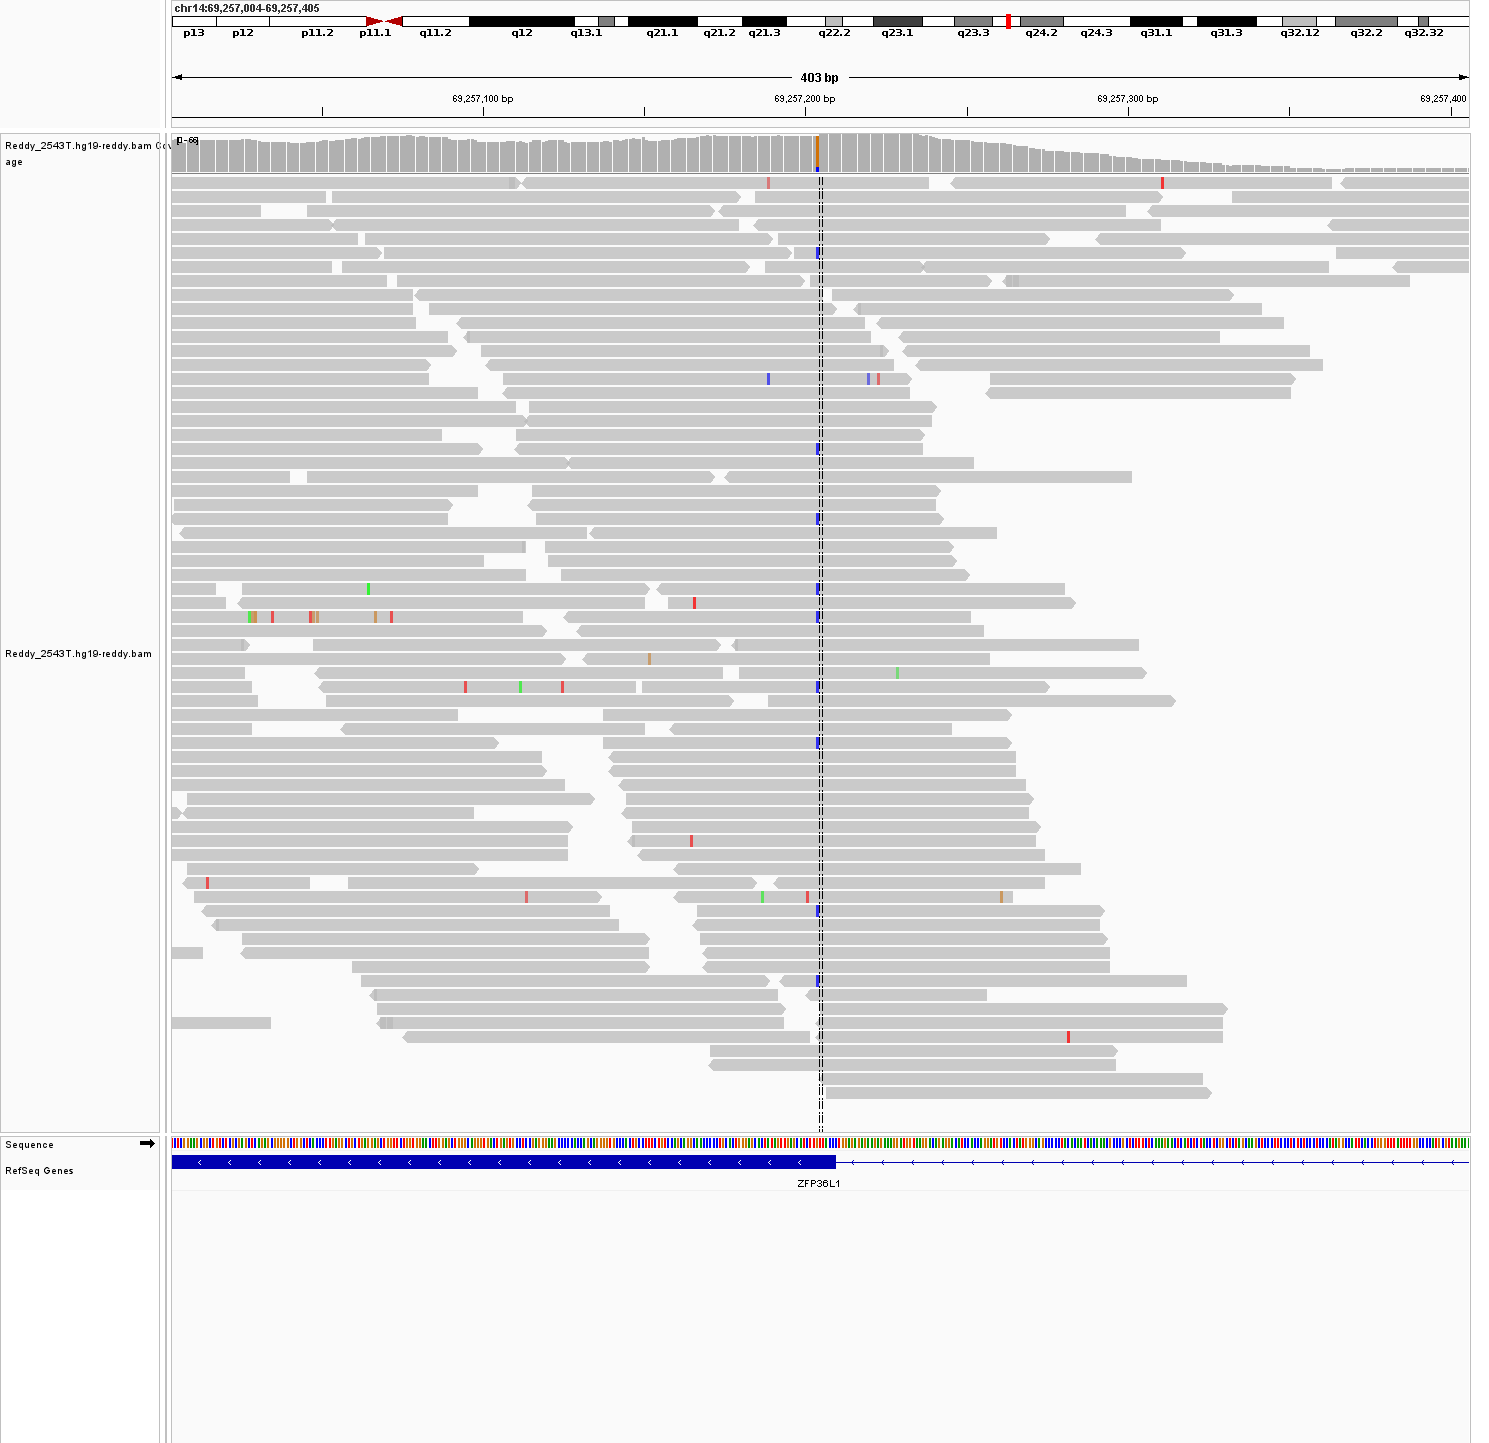 chr14:69,257,004-69,257,405
p13 p12 p11.2 p11.1 q11.2 q12 q13.1 q21.1 q21.2 q21.3 q22.2 q23.1 q23.3 q24.2 q24.3 q31.1 q31.3 q32.12 q32.2 q32.32
403 bp
69,257,100 bp 69,257,200 bp 69,257,300 bp 69,257,400
Reddy_2543T.hg19-reddy.bam Cov
age
Reddy_2543T.hg19-reddy.bam
Sequence
RefSeq Genes
ZFP36L1